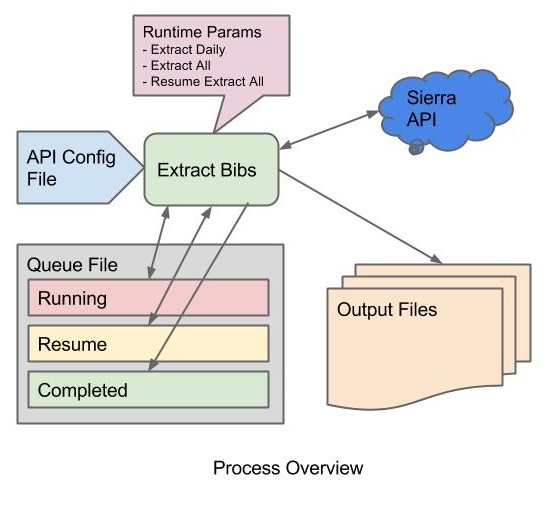 Runtime Params
- Extract Daily
- Extract All
- Resume Extract All
Sierra
API
API Config
File
Extract Bibs
Queue File
Running
Resume
Completed
Output Files
Process Overview